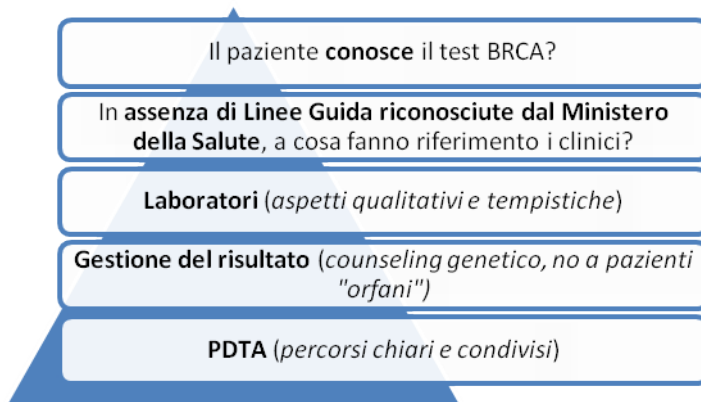 Il paziente conosce il test BRCA?
In assenza di Linee Guida riconosciute dal Ministero
della Salute, a cosa fanno riferimento i clinici?
Laboratori (aspetti qualitativi e tempistiche)
Gestione del risultato (counseling genetico, no a pazienti
"orfani")
PDTA (percorsi chiari e condivisi)